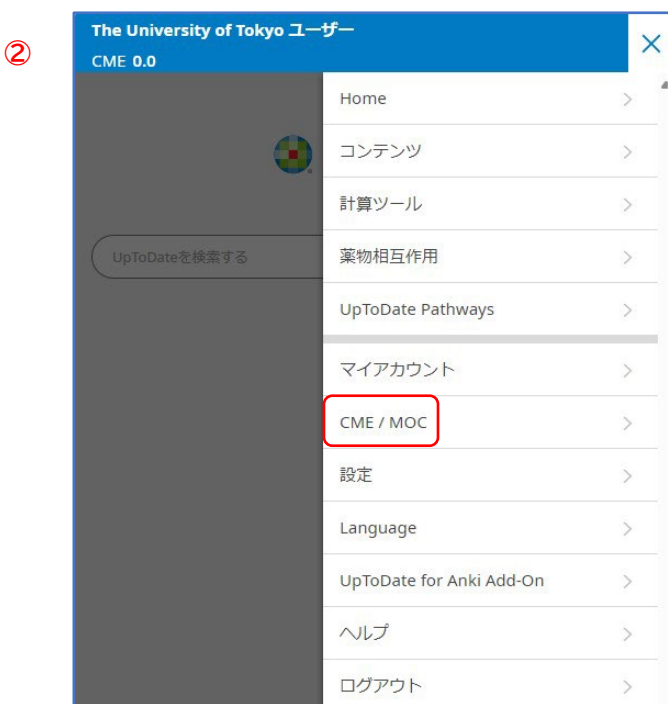 ②
The University of Tokyo ユーザー
CME 0.0
Home
コンテンツ
計算ツール
UpToDateを検索する
薬物相互作用
UpToDate Pathways
マイアカウント
CME / MOC
設定
Language
UpToDate for Anki Add-On
ヘルプ
ログアウト